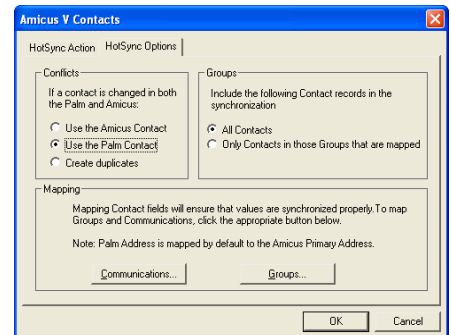 Amicus V Contacts
HotSync Action HotSync Options
Conflicts
If a contact is changed in both
the Palm and Amicus:
Use the Amicus Contact
Use the Palm Contact
Create duplicates
Groups
Include the following Contact records in the
synchronization
All Contacts
Only Contacts in those Groups that are mapped
Mapping
Mapping Contact fields will ensure that values are synchronized properly.To map
Groups and Communications, click the appropriate button below.
Note: Palm Address is mapped by default to the Amicus Primary Address.
Communications... Groups...
OK Cancel